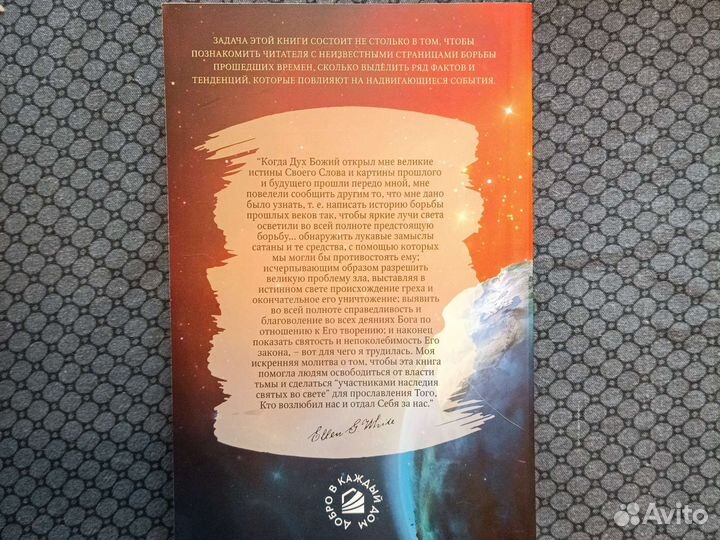 ЗАДАЧА ЭТОЙ КНИГИ СОСТОИТ НЕ СТОЛЬКО В ТОМ, ЧТОБЫ
ПОЗНАКОМИТЬ ЧИТАТЕЛЯ С НЕИЗВЕСТНЫМИ СТРАНИЦАМИ БОРЬБЫ
ПРОШЕДШИХ ВРЕМЕН, СКОЛЬКО ВЫДЕЛИТЬ РЯД ФАКТОВ И
ТЕНДЕНЦИЙ, КОТОРЫЕ ПОВЛИЯЮТ НА НАДВИГАЮЩИЕСЯ СОБЫТИЯ.
“Когда Дух Божий открыл мне великие
истины Своего Слова и картины прошлого
и будущего прошли передо мной, мне
повелели сообщить другим то, что мне дано
было узнать, т. е. написать историю борьбы
прошлых веков так, чтобы яркие лучи света
осветили во всей полноте предстоящую
борьбу... обнаружить лукавые замыслы
сатаны и те средства, с помощью которых
мы могли бы противостоять ему;
исчерпывающим образом разрешить
великую проблему зла, выставляя в
истинном свете происхождение греха и
окончательное его уничтожение; выявить
во всей полноте справедливость и
благоволение во всех деяниях Бога по
отношению к Его творению; и наконец
показать святость и непоколебимость Его
закона, – вот для чего я трудилась. Моя
искренняя молитва о том, чтобы эта книга
помогла людям освободиться от власти
тьмы и сделаться “участниками наследия
святых во свете” для прославления Того,
Кто возлюбил нас и отдал Себя за нас.”
Ellen G White
ДОБРО В КАЖДЫЙ ДОМ
Avito